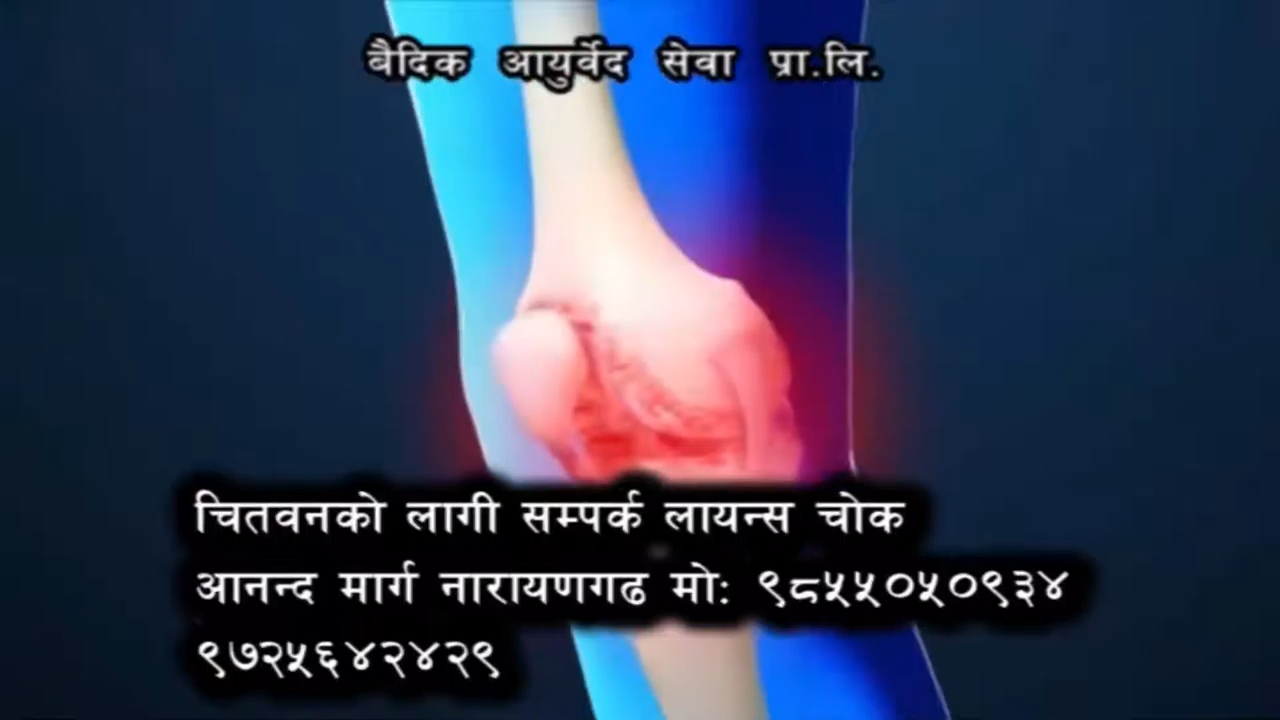 बैदिक आयुर्वेद सेवा प्रा.लि.
चितवनको लागी सम्पर्क लायन्स चोक
आनन्द मार्ग नारायणगढ मो: ९८५५०५०९३४
९७२५६४२४२९